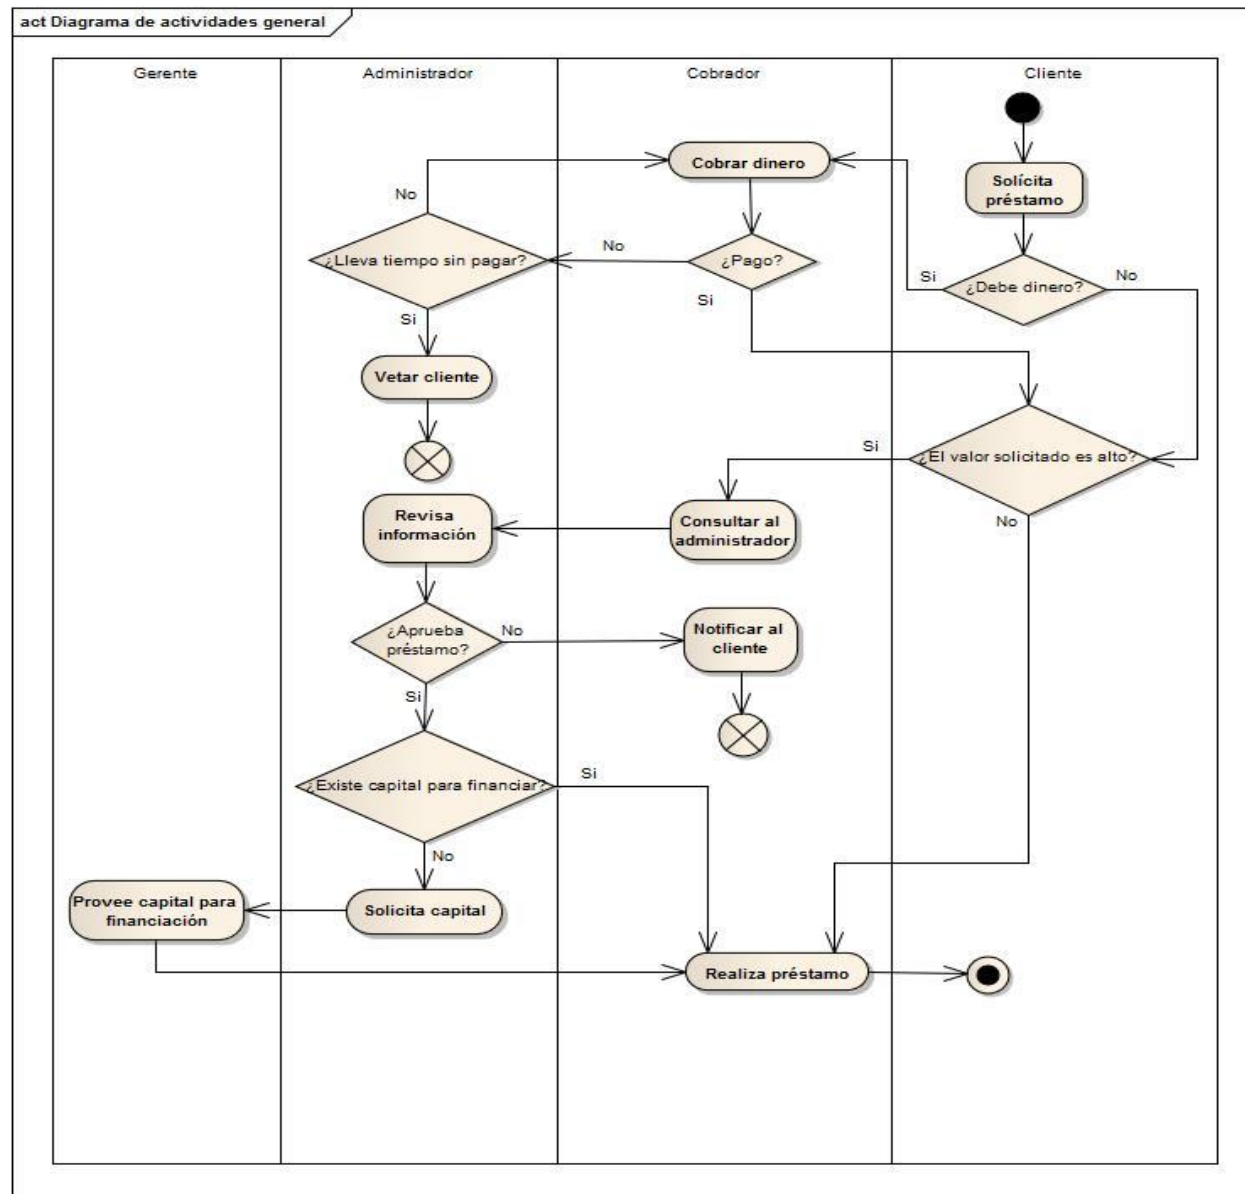 act Diagrama de actividades general
Gerente
Administrador
Cobrador
Cliente
Cobrar dinero
Solícita
préstamo
No
¿Lleva tiempo sin pagar?
No
¿Pago?
Si
¿Debe dinero?
No
Si
Si
Vetar cliente
¿El valor solicitado es alto?
Si
No
Revisa
información
Consultar al
administrador
¿Aprueba
préstamo?
No
Notificar al
cliente
Si
¿Existe capital para financiar?
Si
No
Provee capital para
financiación
Solicita capital
Realiza préstamo